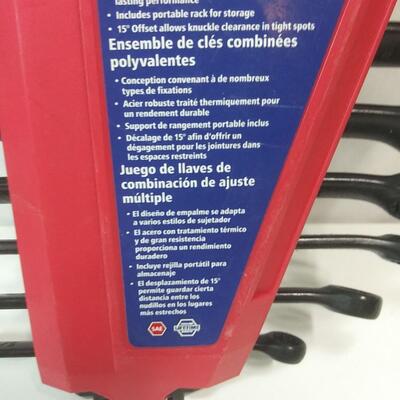 lasting performance
• Includes portable rack for storage
• 15° Offset allows knuckle clearance in tight spots
Ensemble de clés combinées
polyvalentes
• Conception convenant à de nombreux
types de fixations
• Acier robuste traité thermiquement pour
un rendement durable
• Support de rangement portable inclus
• Décalage de 15° afin d'offrir un
dégagement pour les jointures dans
les espaces restreints
Juego de llaves de
combinación de ajuste
múltiple
• El diseño de empalme se adapta
a varios estilos de sujetador
• El acero con tratamiento térmico
y de gran resistencia
proporciona un rendimiento
duradero
• Incluye rejilla portátil para
almacenaje
• El desplazamiento de 15°
permite guardar cierta
distancia entre los
nudillos en los lugares
más estrechos
SAE
LIFETIME